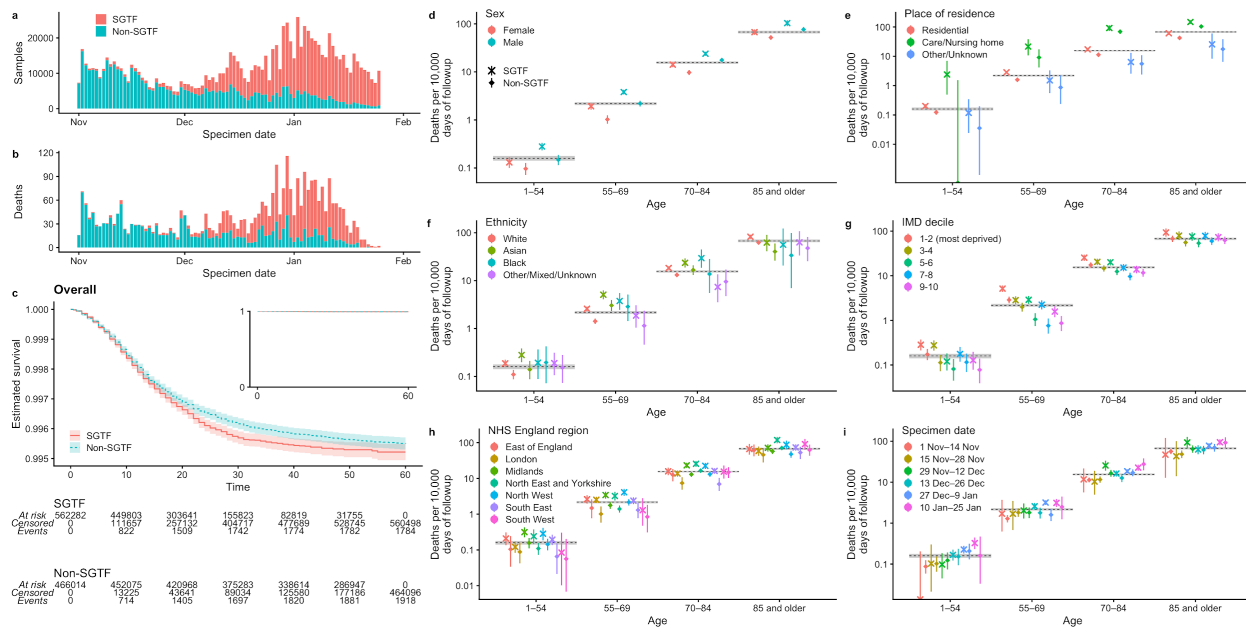 a
SGTF
Non-SGTF
Samples
20000
10000
0
Nov
Dec
Jan
Feb
Specimen date
b
Deaths
120
90
60
30
0
Nov
Dec
Jan
Feb
Specimen date
c
Overall
Estimated survival
1.000
0.999
0.998
0.997
0.996
0.995
1
0
0
60
SGTF
Non-SGTF
0
10
20
30
40
50
60
Time
SGTF
At risk 562282 449803 303641 155823 82819 31755 0
Censored 0 111657 257132 404717 477689 528745 560498
Events 0 822 1509 1774 1742 1782 1784
Non-SGTF
At risk 466014 452075 420968 375283 338614 286947 0
Censored 0 13225 43641 89034 125580 177186 464096
Events 0 714 1405 1697 1820 1881 1918
d
Sex
Female
Male
SGTF
Non-SGTF
Deaths per 10,000
days of followup
100
10
1
0.1
1–54
55–69
70–84
85 and older
Age
e
Place of residence
Residential
Care/Nursing home
Other/Unknown
Deaths per 10,000
days of followup
100
10
1
0.1
0.01
1–54
55–69
70–84
85 and older
Age
f
Ethnicity
White
Asian
Black
Other/Mixed/Unknown
Deaths per 10,000
days of followup
100
10
1
0.1
1–54
55–69
70–84
85 and older
Age
g
IMD decile
1-2 (most deprived)
3-4
5-6
7-8
9-10
Deaths per 10,000
days of followup
100
10
1
0.1
1–54
55–69
70–84
85 and older
Age
h
NHS England region
East of England
London
Midlands
North East and Yorkshire
North West
South East
South West
Deaths per 10,000
days of followup
100
10
1
0.1
0.01
1–54
55–69
70–84
85 and older
Age
i
Specimen date
1 Nov–14 Nov
15 Nov–28 Nov
29 Nov–12 Dec
13 Dec–26 Dec
27 Dec–9 Jan
10 Jan–25 Jan
Deaths per 10,000
days of followup
100
10
1
0.1
1–54
55–69
70–84
85 and older
Age